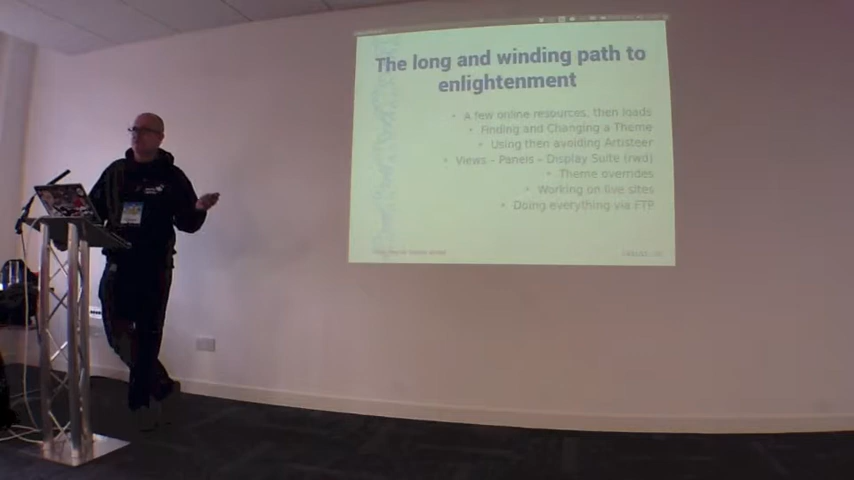 The long and winding path to
enlightenment
• A few online resources, then loads
• Finding and Changing a Theme
• Using then avoiding Artisteer
• Views - Panels - Display Suite (rwd)
• Theme overrides
• Working on live sites
• Doing everything via FTP